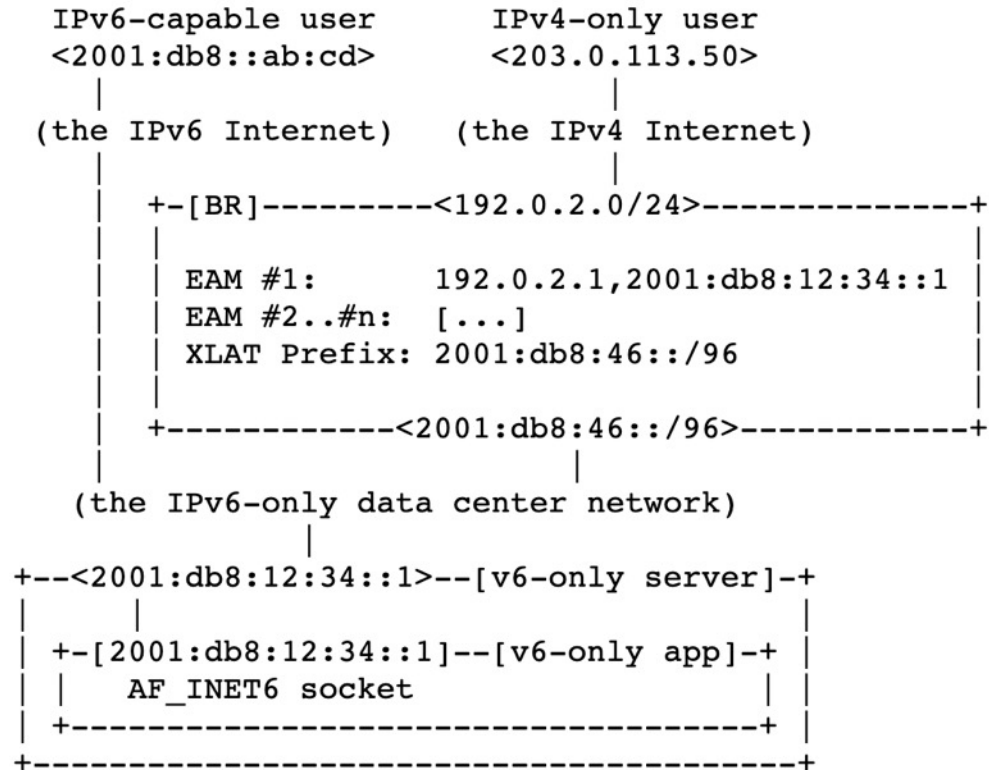 IPv6-capable user IPv4-only user
<2001:db8::ab:cd> <203.0.113.50>
(the IPv6 Internet) (the IPv4 Internet)
+-[BR]---------<192.0.2.0/24>--------------+
EAM #1: 192.0.2.1,2001:db8:12:34::1
EAM #2..#n: [...]
XLAT Prefix: 2001:db8:46::/96
+------------<2001:db8:46::/96>------------+
(the IPv6-only data center network)
+--<2001:db8:12:34::1>--[v6-only server]-+
+-[2001:db8:12:34::1]--[v6-only app]-+
AF_INET6 socket